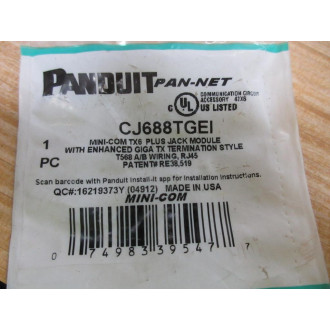 PANDUIT PAN-NET
COMMUNICATION CIRCUIT
ACCESSORY 47X6
c UL US LISTED
CJ688TGEI
1
PC
MINI-COM TX6 PLUS JACK MODULE
WITH ENHANCED GIGA TX TERMINATION STYLE
T568 A/B WIRING, RJ45
PATENT# RE38,519
Scan barcode with Panduit install-it app for installation instructions.
QC#:16219373Y (04912) MADE IN USA
MINI-COM
0 74983 39547 7